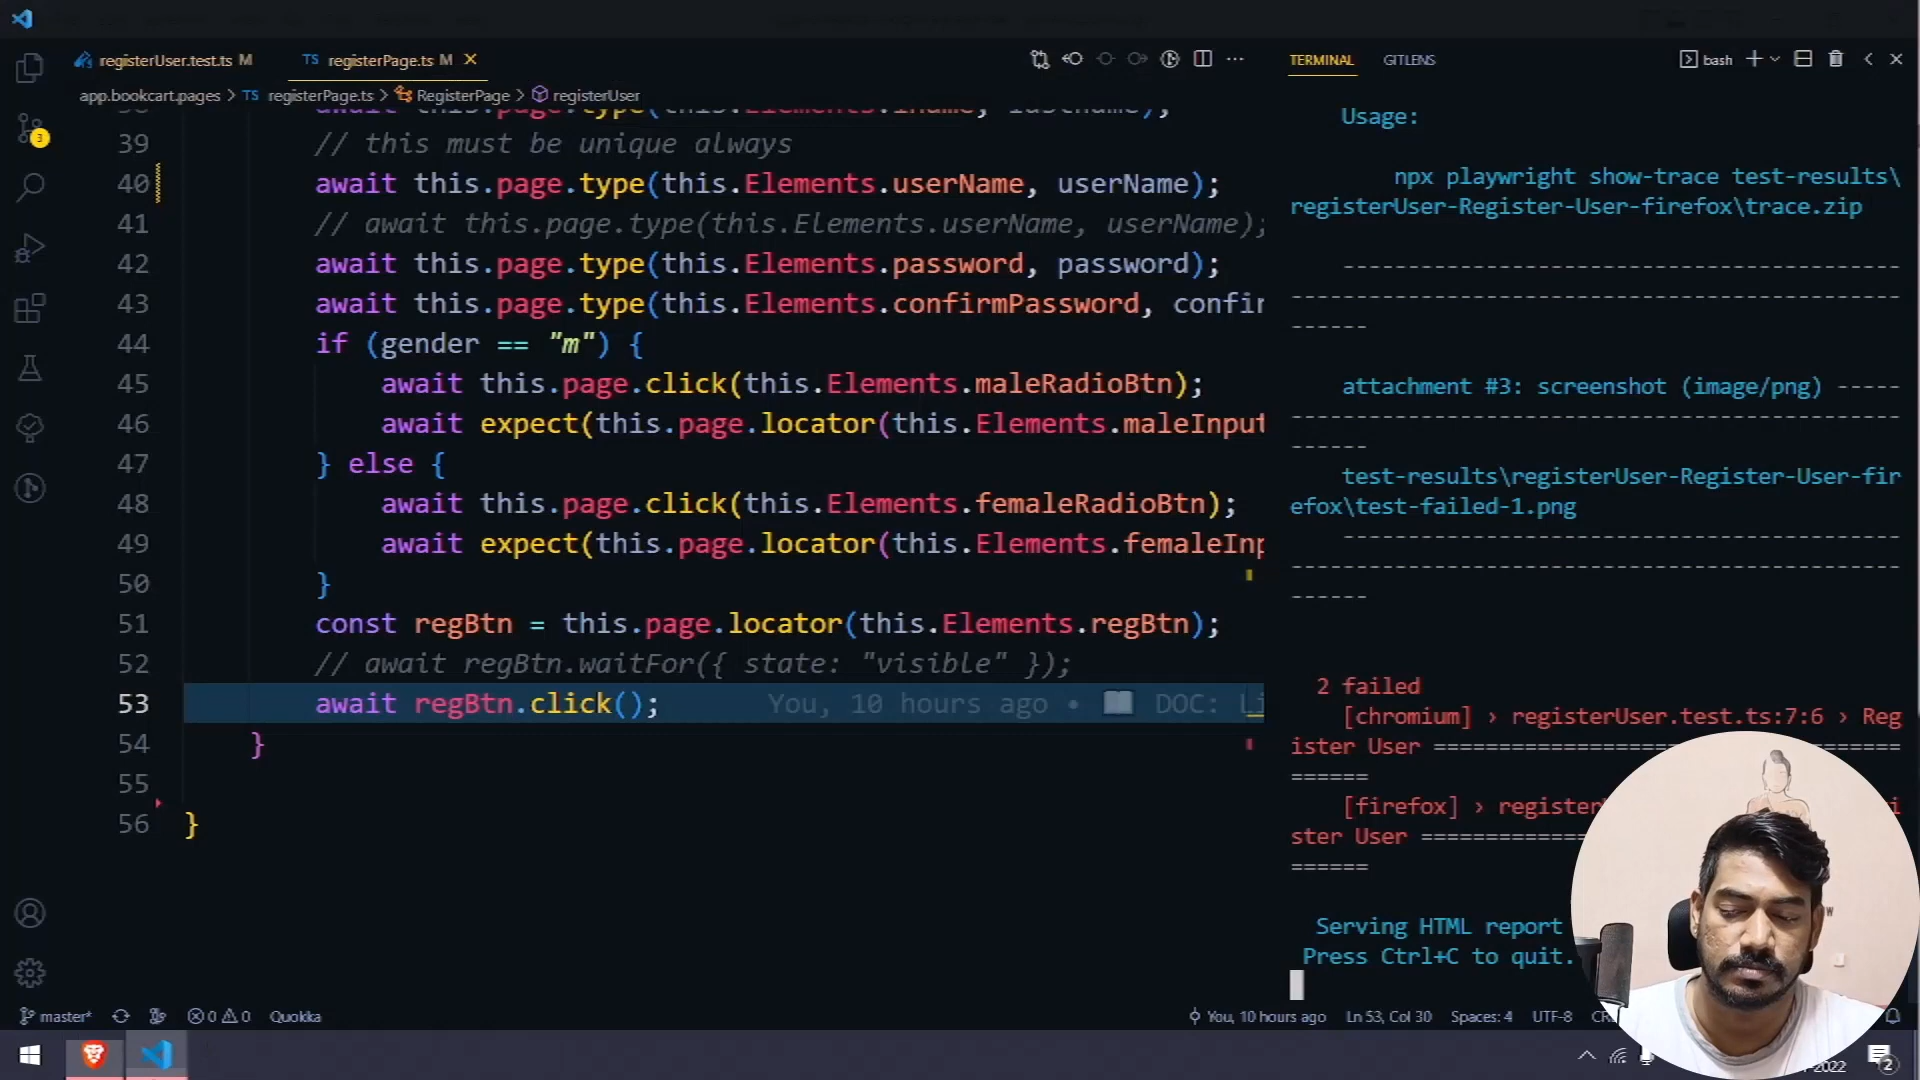 registerUser.test.ts M
TS registerPage.ts M
app.bookcart.pages > TS registerPage.ts > RegisterPage > registerUser
39 // this must be unique always
40 await this.page.type(this.Elements.userName, userName);
41 // await this.page.type(this.Elements.userName, userName);
42 await this.page.type(this.Elements.password, password);
43 await this.page.type(this.Elements.confirmPassword, confir
44 if (gender == "m") {
45 await this.page.click(this.Elements.maleRadioBtn);
46 await expect(this.page.locator(this.Elements.maleInput
47 } else {
48 await this.page.click(this.Elements.femaleRadioBtn);
49 await expect(this.page.locator(this.Elements.femaleInp
50 }
51 const regBtn = this.page.locator(this.Elements.regBtn);
52 // await regBtn.waitFor({ state: "visible" });
53 await regBtn.click(); You, 10 hours ago • DOC: Li
54 }
55
56 }
TERMINAL GITLENS
bash
Usage:
npx playwright show-trace test-results\
registerUser-Register-User-firefox\trace.zip
-------------------------------------------
-----------------------------------------------
------
attachment #3: screenshot (image/png) -----
-----------------------------------------------
------
test-results\registerUser-Register-User-fir
efox\test-failed-1.png
-------------------------------------------
-----------------------------------------------
------
2 failed
[chromium] › registerUser.test.ts:7:6 › Reg
ister User =====================================
======
[firefox] ›
ister User ============
======
Serving HTML report
Press Ctrl+C to quit.
3
master* 0 0 Quokka
You, 10 hours ago Ln 53, Col 30 Spaces: 4 UTF-8
2022
2